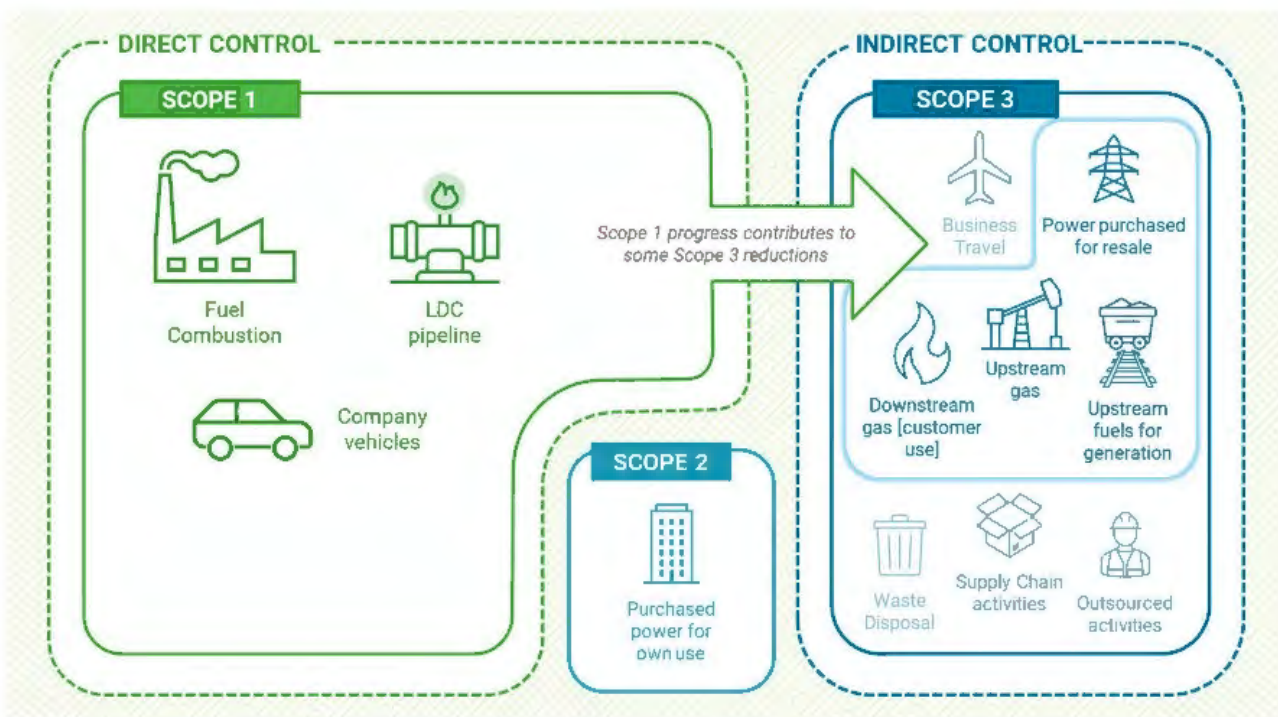 DIRECT CONTROL
SCOPE 1
Fuel
Combustion
LDC
pipeline
Company
vehicles
Scope 1 progress contributes to
some Scope 3 reductions
SCOPE 2
Purchased
power for
own use
INDIRECT CONTROL
SCOPE 3
Business
Travel
Power purchased
for resale
Downstream
gas [customer
use]
Upstream
gas
Upstream
fuels for
generation
Waste
Disposal
Supply Chain
activities
Outsourced
activities